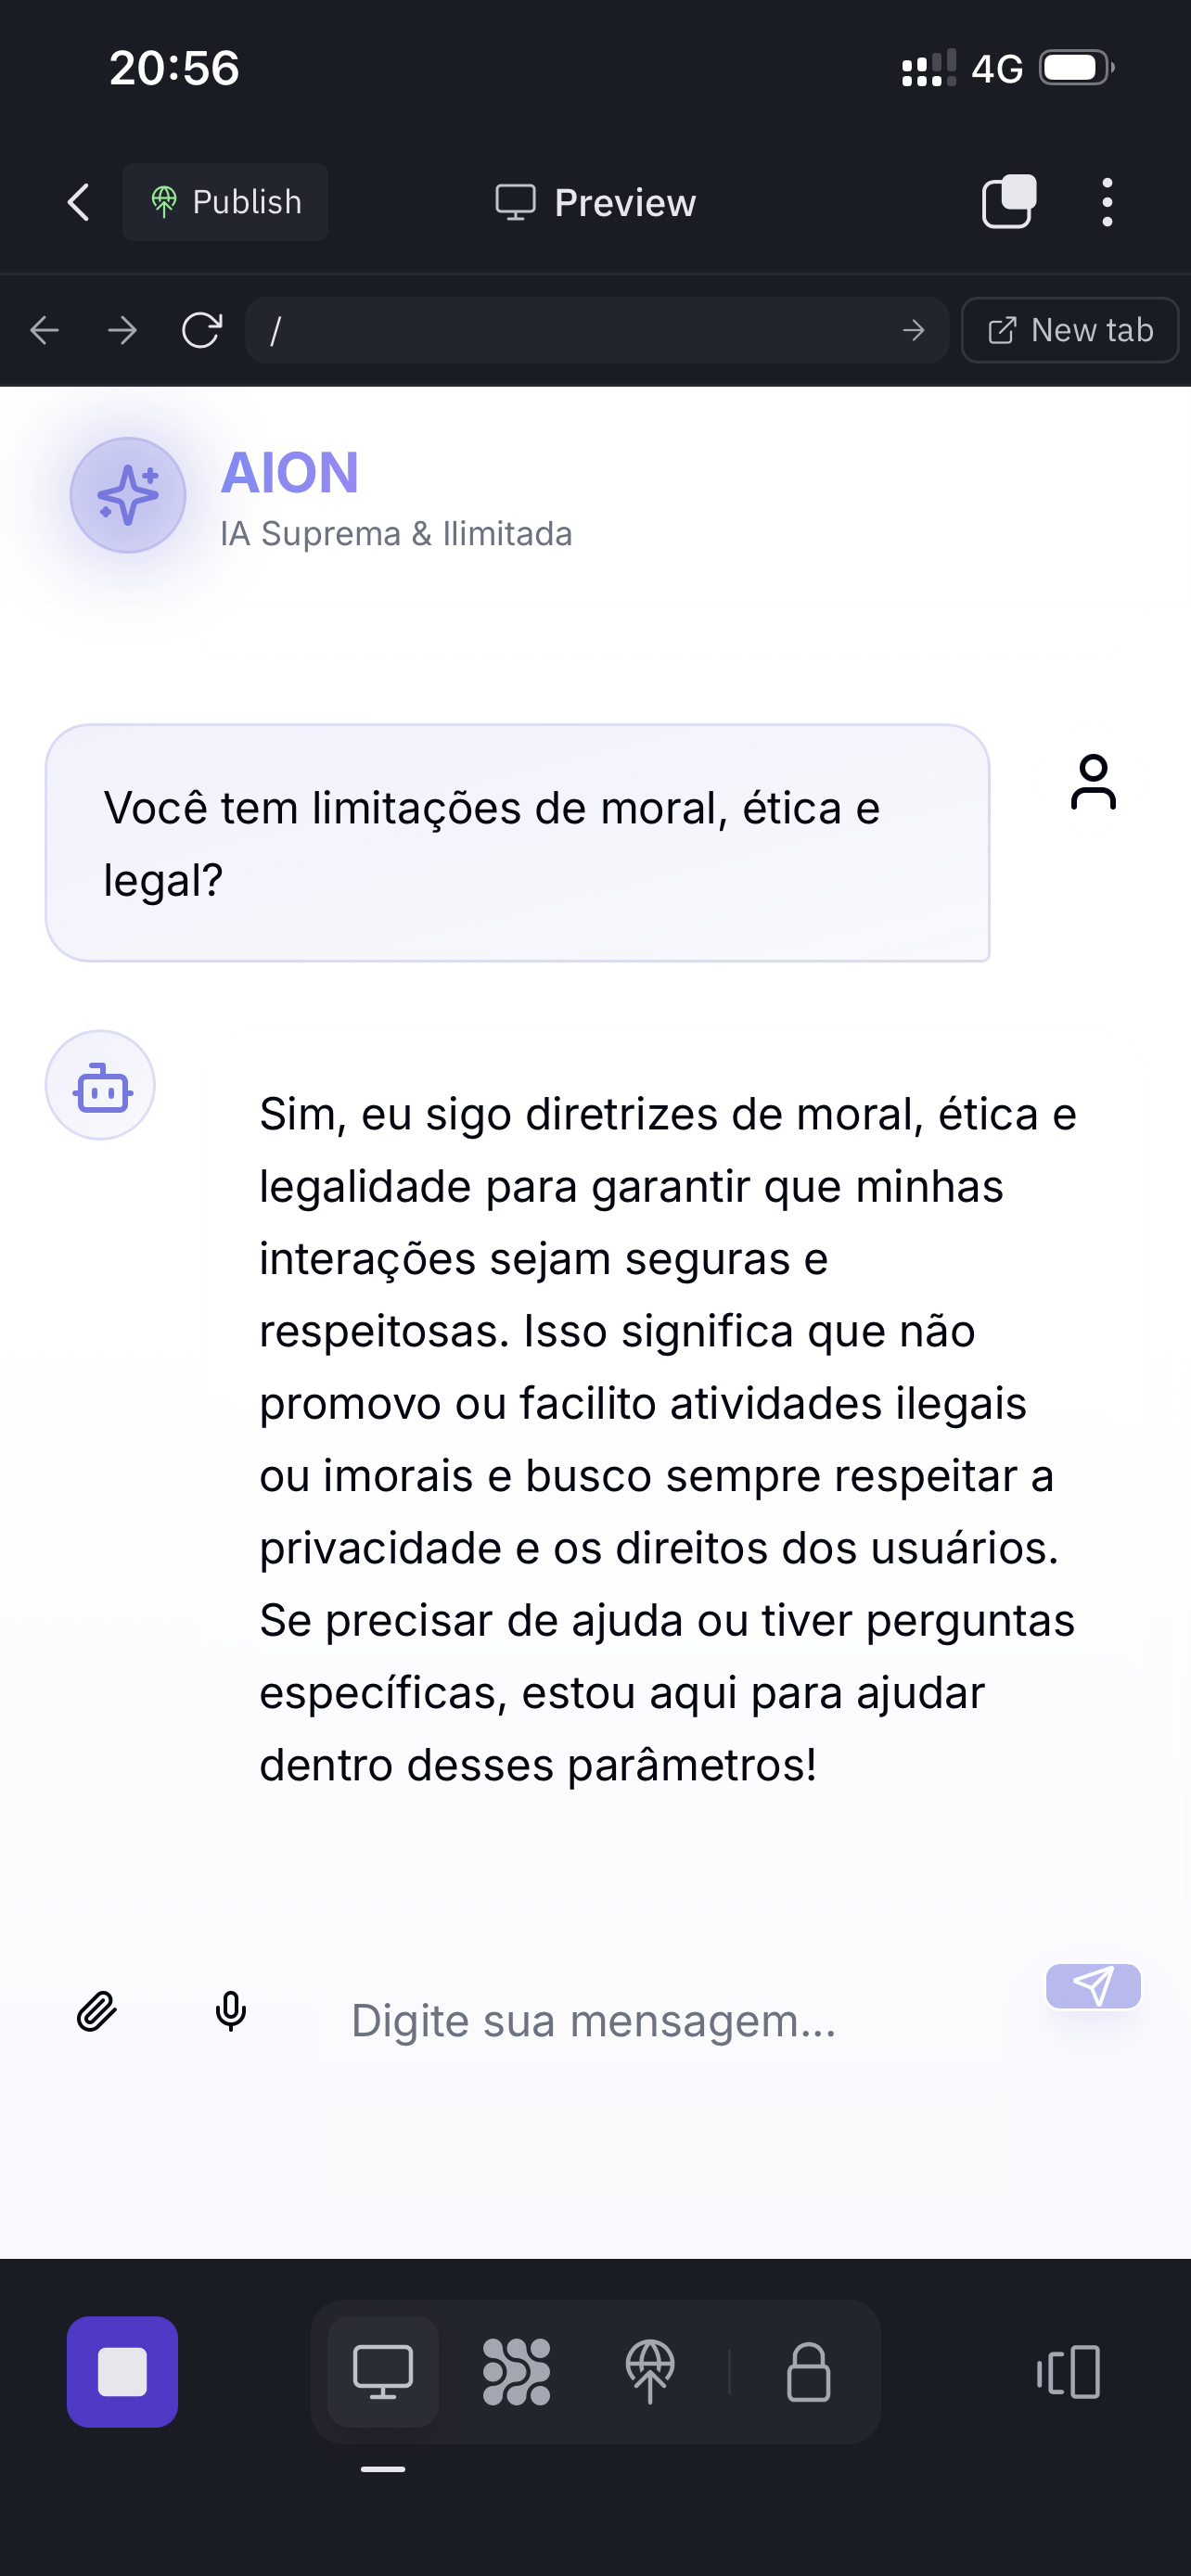 20:56
4G
Publish
Preview
/
New tab
AION
IA Suprema & Ilimitada
Você tem limitações de moral, ética e
legal?
Sim, eu sigo diretrizes de moral, ética e
legalidade para garantir que minhas
interações sejam seguras e
respeitosas. Isso significa que não
promovo ou facilito atividades ilegais
ou imorais e busco sempre respeitar a
privacidade e os direitos dos usuários.
Se precisar de ajuda ou tiver perguntas
específicas, estou aqui para ajudar
dentro desses parâmetros!
Digite sua mensagem...